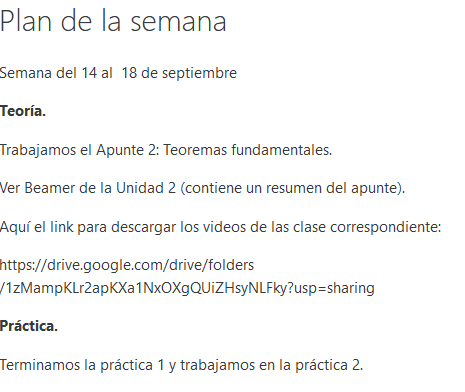 Plan de la semana
Semana del 14 al  18 de septiembre
Teoría.
Trabajamos el Apunte 2: Teoremas fundamentales.
Ver Beamer de la Unidad 2 (contiene un resumen del apunte).
Aquí el link para descargar los videos de las clase correspondiente:
https://drive.google.com/drive/folders
/1zMampKLr2apKXa1NxOXgQUiZHsyNLFky?usp=sharing
Práctica.
Terminamos la práctica 1 y trabajamos en la práctica 2.